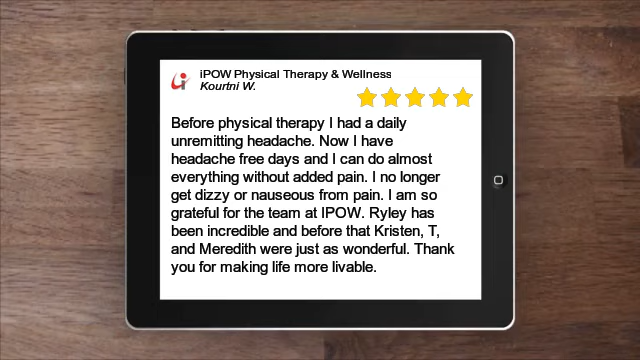 iPOW Physical Therapy & Wellness
Kourtni W.
Before physical therapy I had a daily
unremitting headache. Now I have
headache free days and I can do almost
everything without added pain. I no longer
get dizzy or nauseous from pain. I am so
grateful for the team at IPOW. Ryley has
been incredible and before that Kristen, T,
and Meredith were just as wonderful. Thank
you for making life more livable.